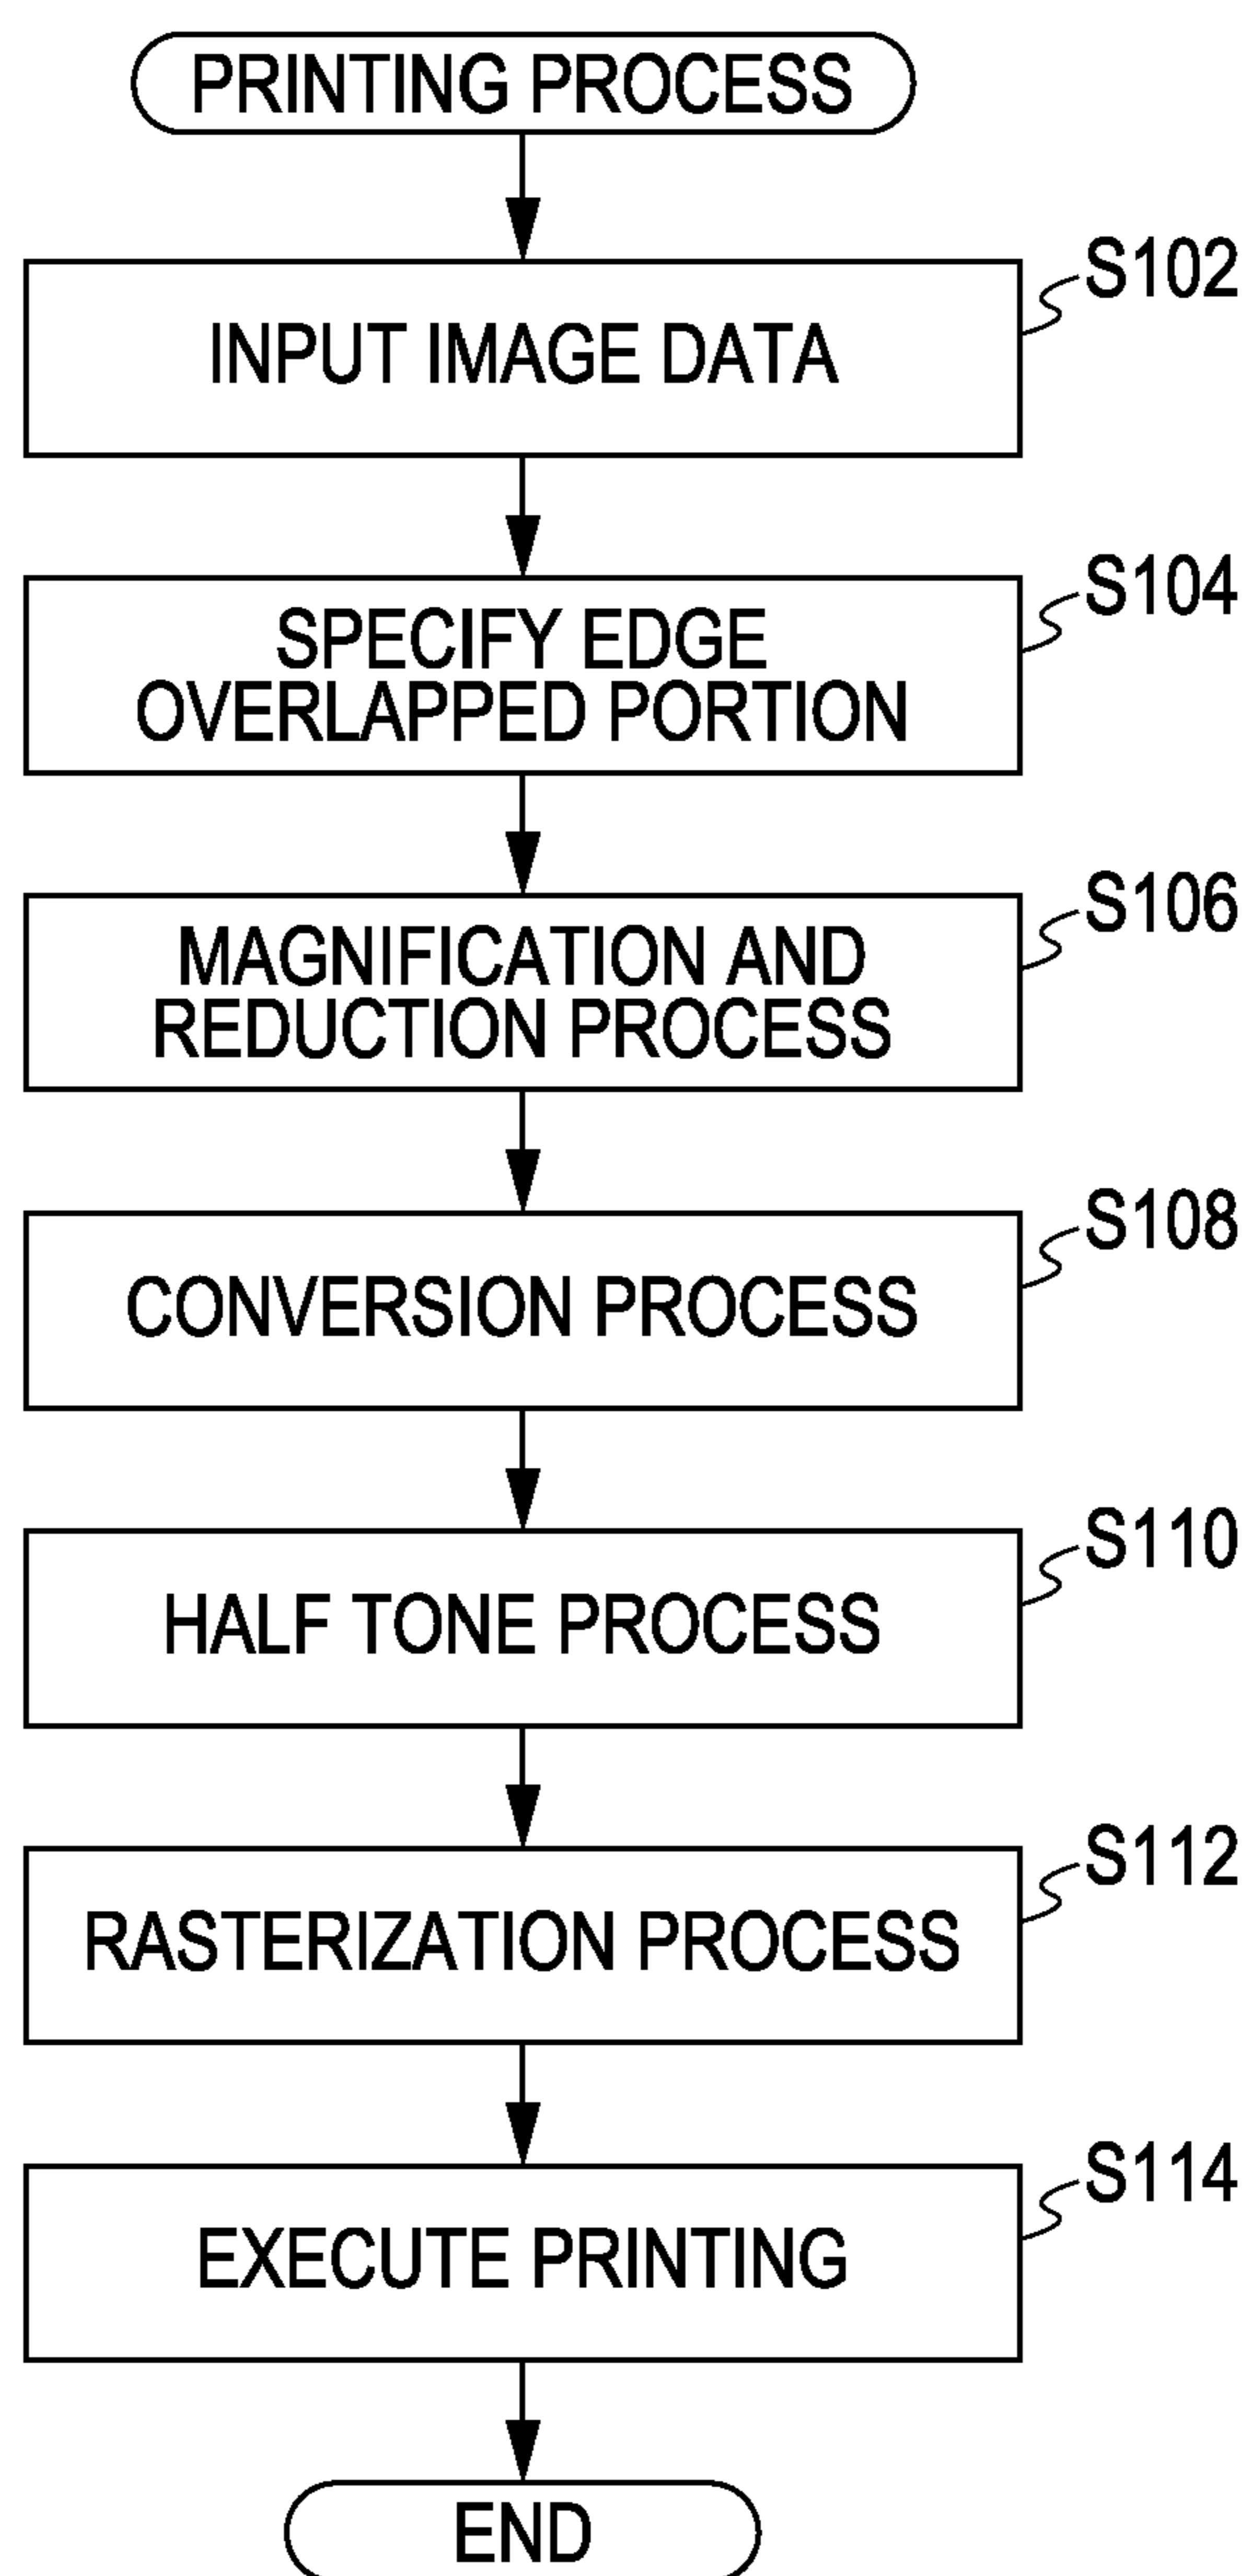 PRINTING PROCESS
S102
INPUT IMAGE DATA
S104
SPECIFY EDGE
OVERLAPPED PORTION
S106
MAGNIFICATION AND
REDUCTION PROCESS
S108
CONVERSION PROCESS
S110
HALF TONE PROCESS
S112
RASTERIZATION PROCESS
S114
EXECUTE PRINTING
END